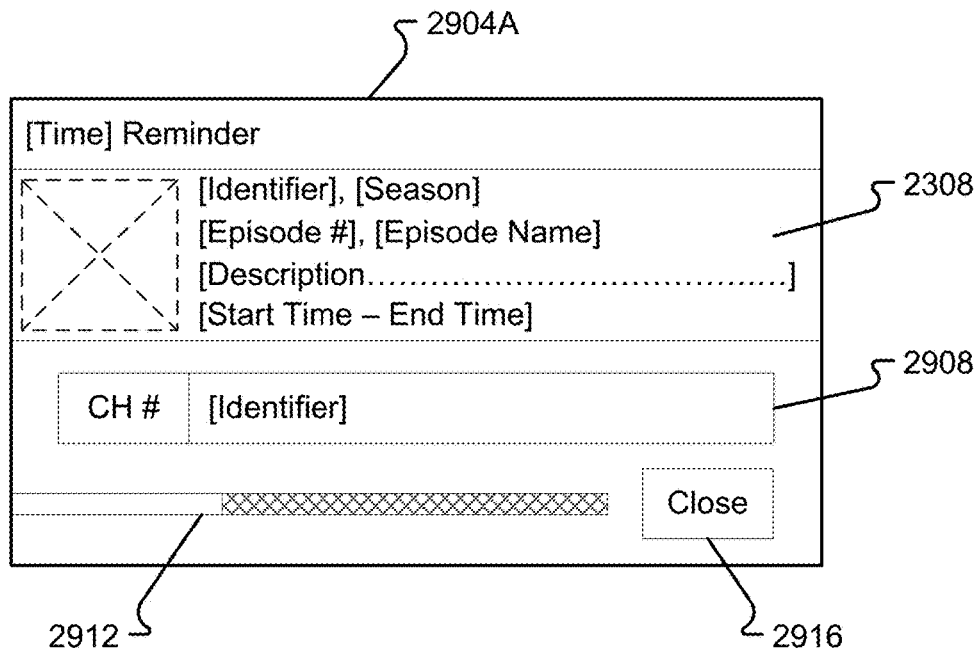 2904A
[Time] Reminder
[Identifier], [Season]
2308
[Episode #], [Episode Name]
[Description.......................................]
[Start Time – End Time]
2908
CH # [Identifier]
Close
2912
2916